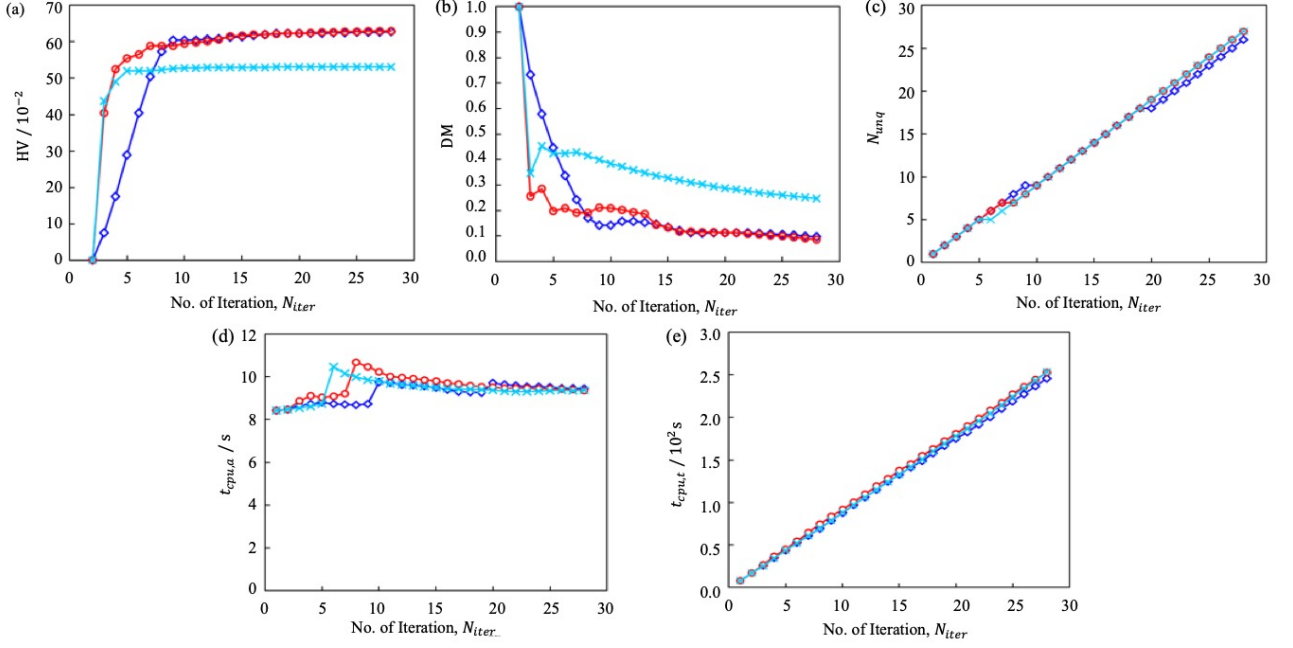 (a)
HV / 10⁻²
70
60
50
40
30
20
10
0
0 5 10 15 20 25 30
No. of Iteration, N_iter
(b)
DM
1.0
0.9
0.8
0.7
0.6
0.5
0.4
0.3
0.2
0.1
0.0
0 5 10 15 20 25 30
No. of Iteration, N_iter
(c)
N_unq
30
25
20
15
10
5
0
0 5 10 15 20 25 30
No. of Iteration, N_iter
(d)
t_cpu,a / s
12
10
8
6
4
2
0
0 5 10 15 20 25 30
No. of Iteration, N_iter
(e)
t_cpu,t / 10² s
3.0
2.5
2.0
1.5
1.0
0.5
0.0
0 5 10 15 20 25 30
No. of Iteration, N_iter